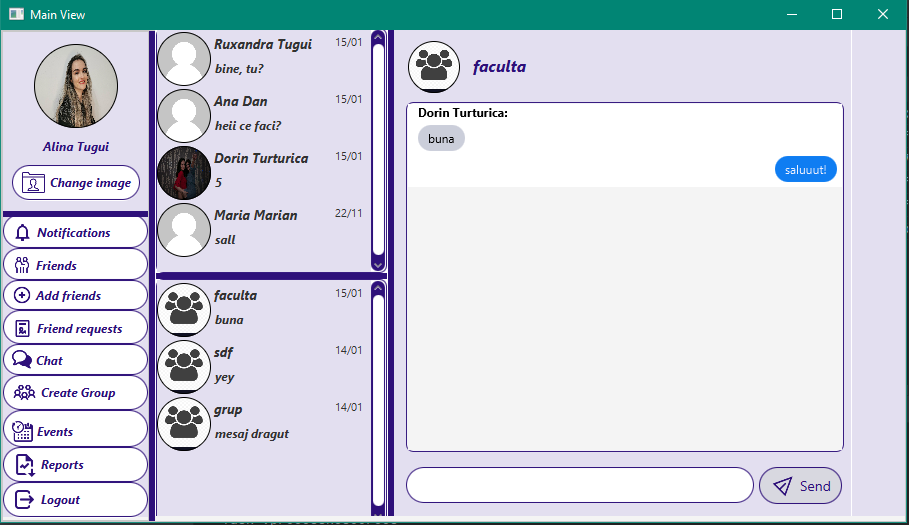 Main View
Alina Tugui
Change image
Notifications
Friends
Add friends
Friend requests
Chat
Create Group
Events
Reports
Logout
Ruxandra Tugui 15/01
bine, tu?
Ana Dan 15/01
heii ce faci?
Dorin Turturica 15/01
5
Maria Marian 22/11
sall
faculta 15/01
buna
sdf 14/01
yey
grup 14/01
mesaj dragut
faculta
Dorin Turturica:
buna
saluuut!
Send